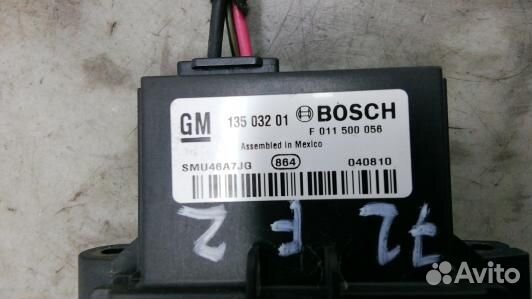 GM 135 032 01 BOSCH
F 011 500 056
Assembled in Mexico
SMU46A7JG 864 040810
72 F 2
Avito